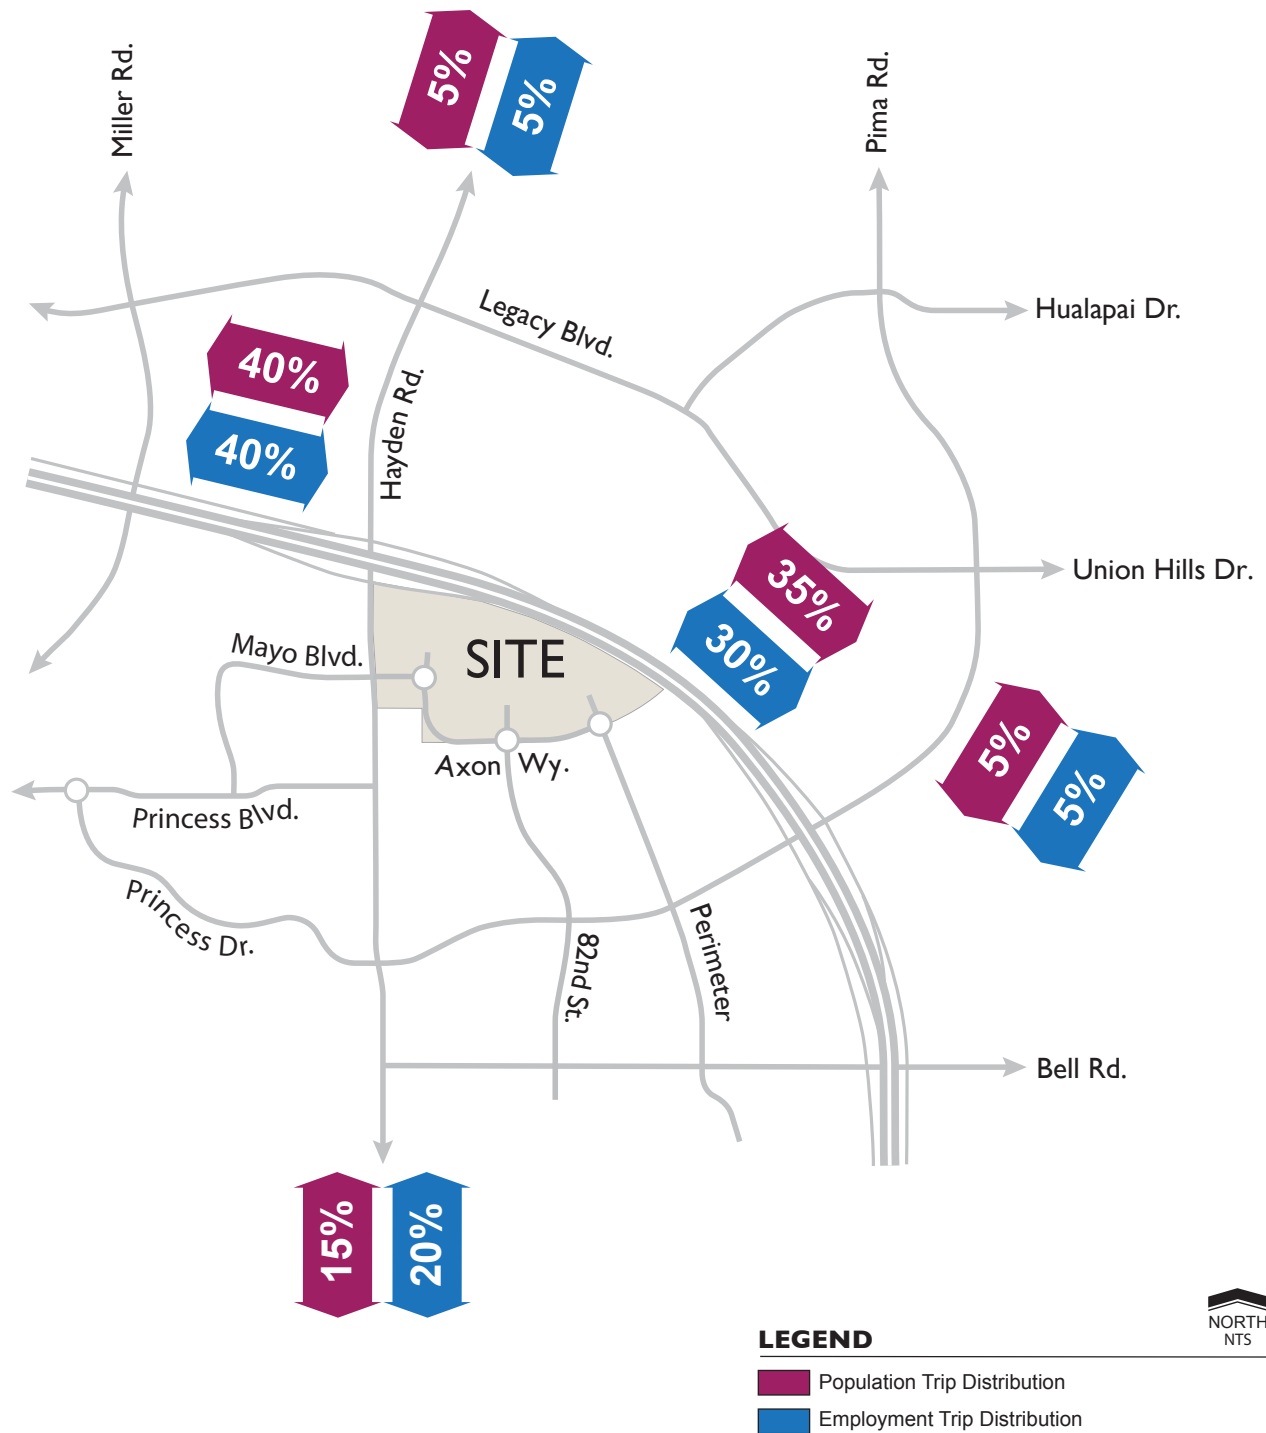 5%
5%
Miller Rd.
Pima Rd.
Hualapai Dr.
Legacy Blvd.
40%
40%
Hayden Rd.
35%
30%
Union Hills Dr.
Mayo Blvd.
SITE
5%
5%
Axon Wy.
Princess Blvd.
Princess Dr.
82nd St.
Perimeter
Bell Rd.
15%
20%
NORTH
NTS
LEGEND
Population Trip Distribution
Employment Trip Distribution